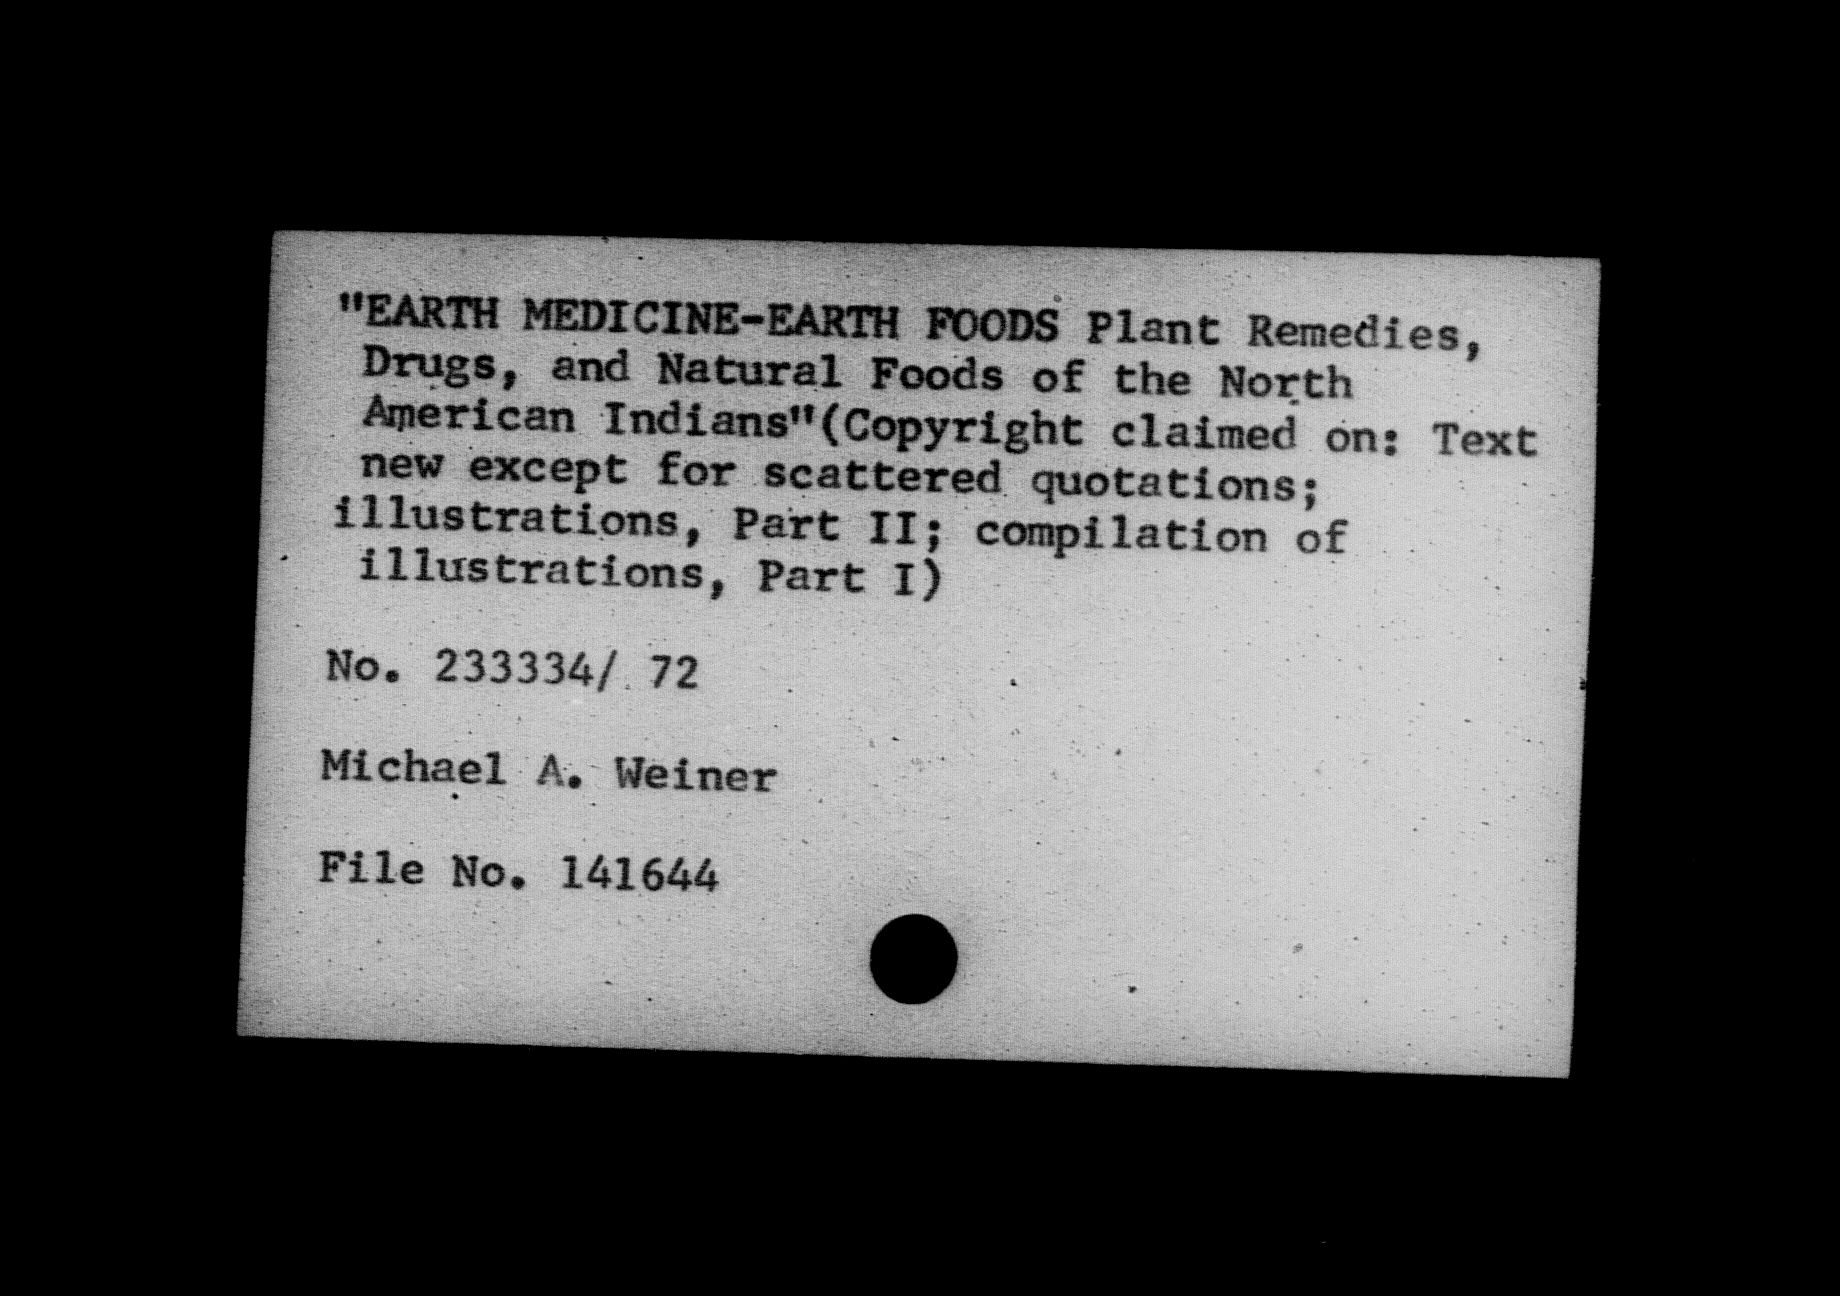 "EARTH MEDICINE-EARTH FOODS Plant Remedies,
Drugs, and Natural Foods of the North
American Indians"(Copyright claimed on: Text
new except for scattered quotations;
illustrations, Part II; compilation of
illustrations, Part I)
No. 233334/ 72
Michael A. Weiner
File No. 141644